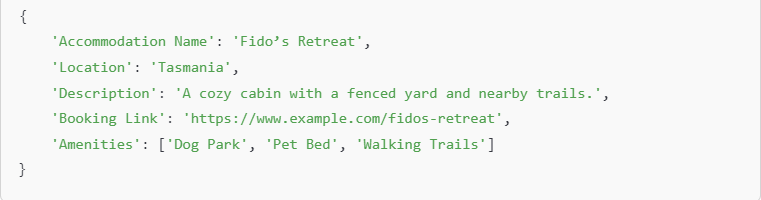 {
    'Accommodation Name': 'Fido’s Retreat',
    'Location': 'Tasmania',
    'Description': 'A cozy cabin with a fenced yard and nearby trails.',
    'Booking Link': 'https://www.example.com/fidos-retreat',
    'Amenities': ['Dog Park', 'Pet Bed', 'Walking Trails']
}